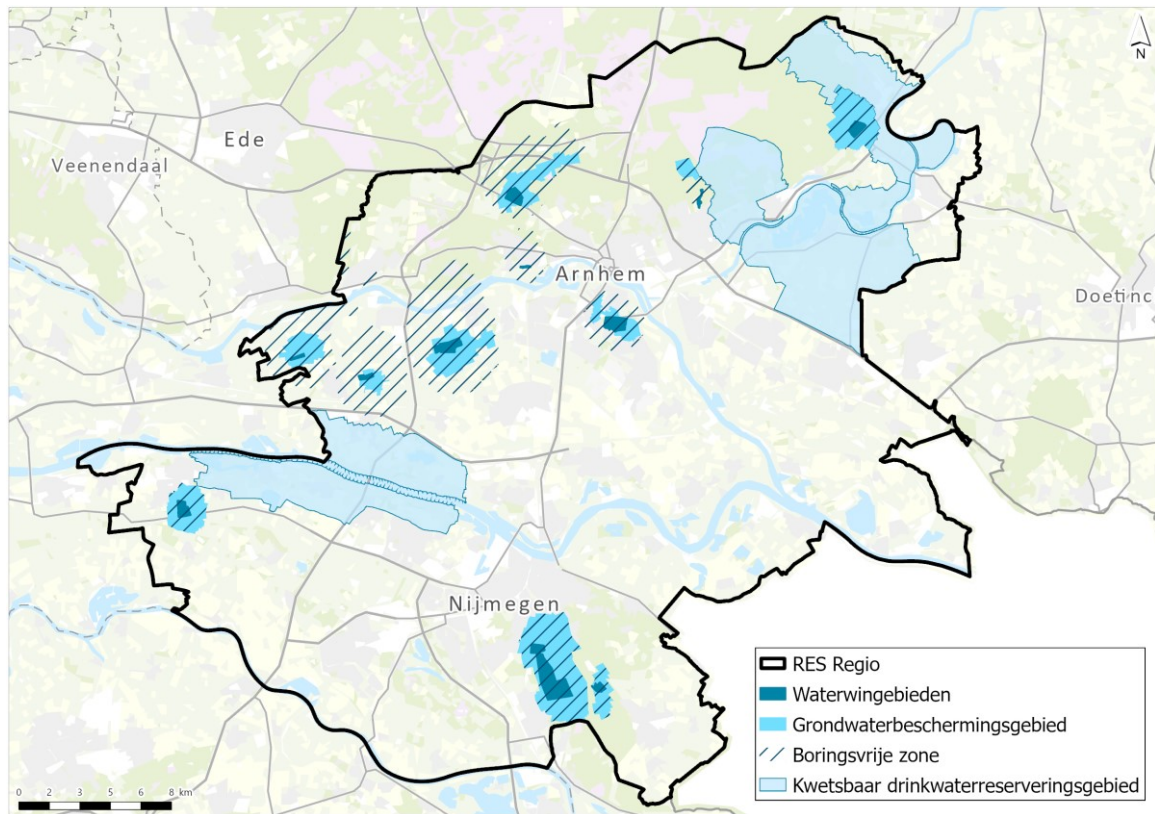 N
Ede
Veenendaal
Arnhem
Doetinc
Nijmegen
RES Regio
Waterwingebieden
Grondwaterbeschermingsgebied
Boringsvrije zone
Kwetsbaar drinkwaterreserveringsgebied
0 2 3 5 6 8 km